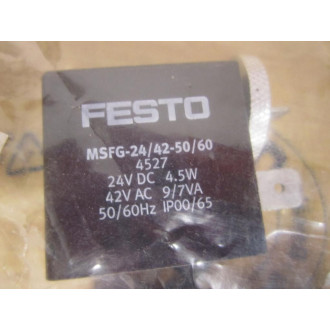 FESTO
MSFG-24/42-50/60
4527
24V DC 4.5W
42V AC 9/7VA
50/60Hz IP00/65